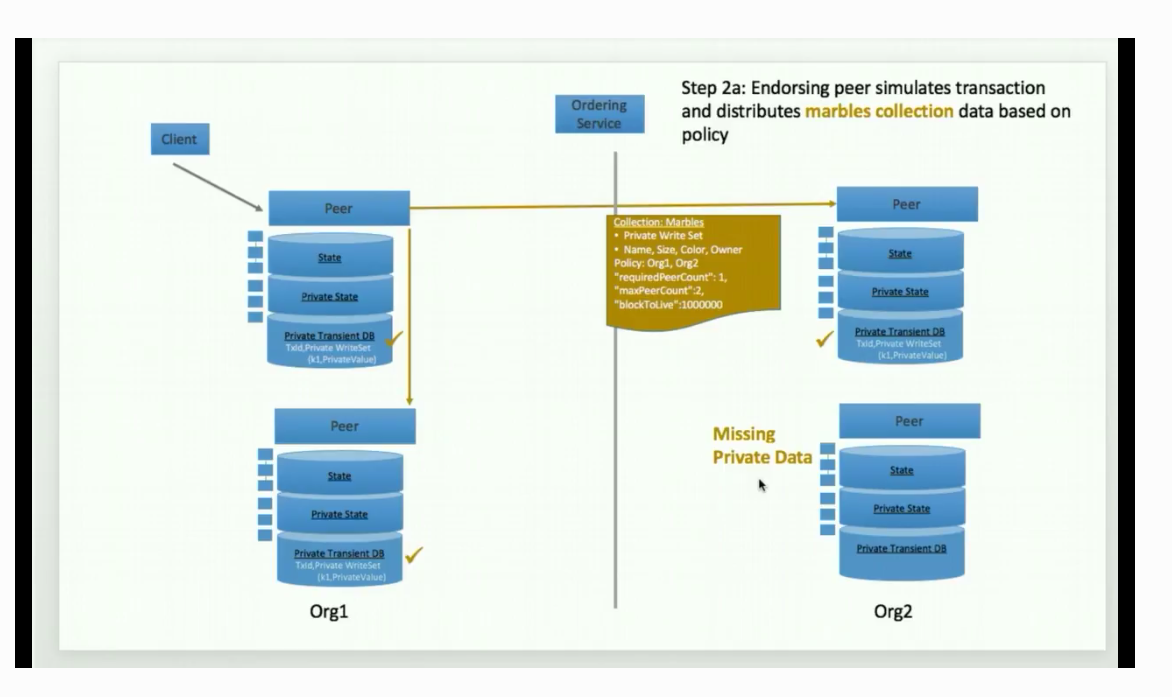 Step 2a: Endorsing peer simulates transaction
and distributes marbles collection data based on
policy
Ordering
Service
Client
Peer
State
Private State
Private Transient DB
TxId,Private WriteSet
(k1,PrivateValue)
Collection: Marbles
• Private Write Set
• Name, Size, Color, Owner
Policy: Org1, Org2
"requiredPeerCount": 1,
"maxPeerCount":2,
"blockToLive":1000000
Peer
State
Private State
Private Transient DB
TxId,Private WriteSet
(k1,PrivateValue)
Peer
State
Private State
Private Transient DB
TxId,Private WriteSet
(k1,PrivateValue)
Org1
Missing
Private Data
Peer
State
Private State
Private Transient DB
Org2